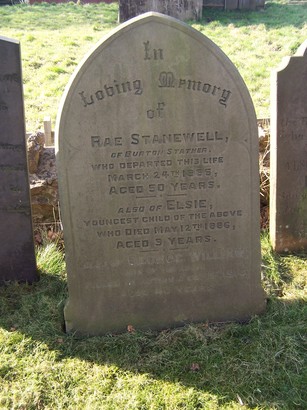 In
Loving Memory
of
RAE STANEWELL,
OF BURTON STATHER,
WHO DEPARTED THIS LIFE
MARCH 24TH 1895,
AGED 50 YEARS.
ALSO OF ELSIE,
YOUNGEST CHILD OF THE ABOVE
WHO DIED MAY 12TH 1886,
AGED 3 YEARS.